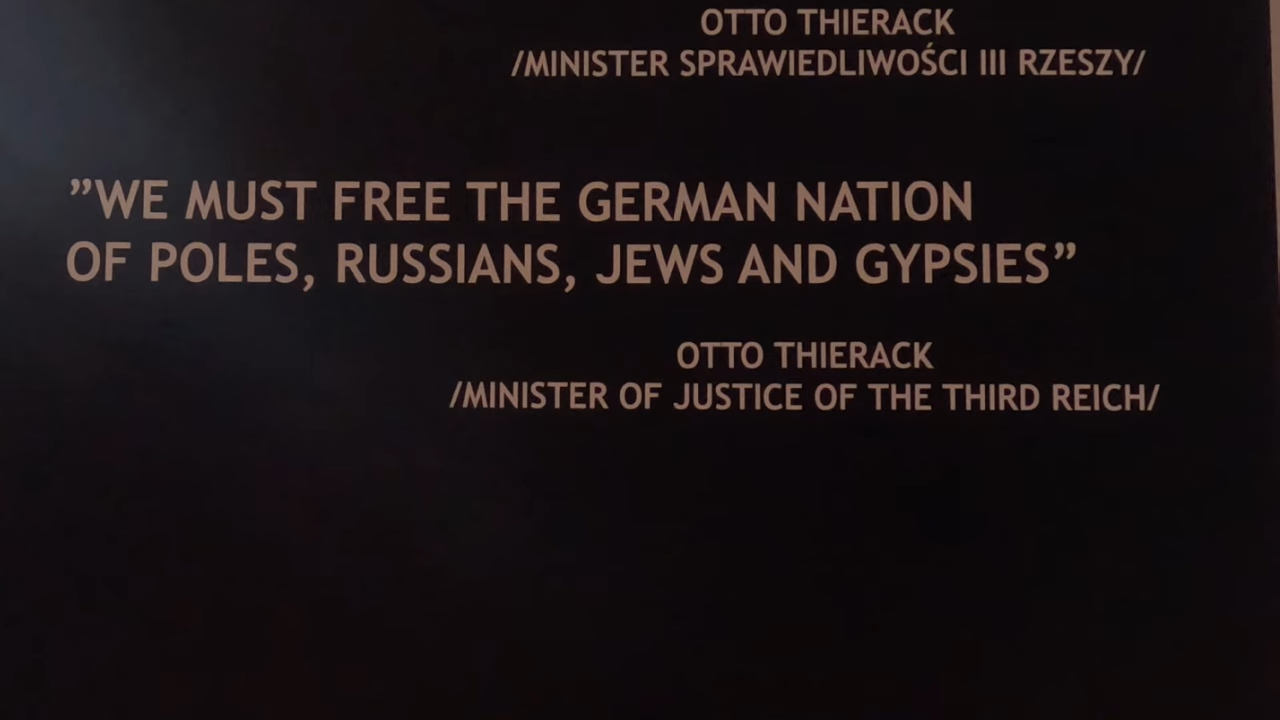 OTTO THIERACK
/MINISTER SPRAWIEDLIWOŚCI III RZESZY/
”WE MUST FREE THE GERMAN NATION
OF POLES, RUSSIANS, JEWS AND GYPSIES”
OTTO THIERACK
/MINISTER OF JUSTICE OF THE THIRD REICH/